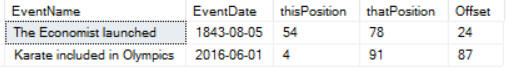 EventName EventDate thisPosition thatPosition Offset
The Economist launched 1843-08-05 54 78 24
Karate included in Olympics 2016-06-01 4 91 87